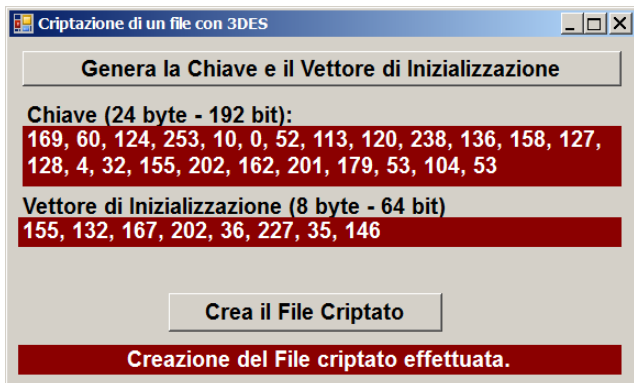 Criptazione di un file con 3DES
Genera la Chiave e il Vettore di Inizializzazione
Chiave (24 byte - 192 bit):
169, 60, 124, 253, 10, 0, 52, 113, 120, 238, 136, 158, 127,
128, 4, 32, 155, 202, 162, 201, 179, 53, 104, 53
Vettore di Inizializzazione (8 byte - 64 bit)
155, 132, 167, 202, 36, 227, 35, 146
Crea il File Criptato
Creazione del File criptato effettuata.